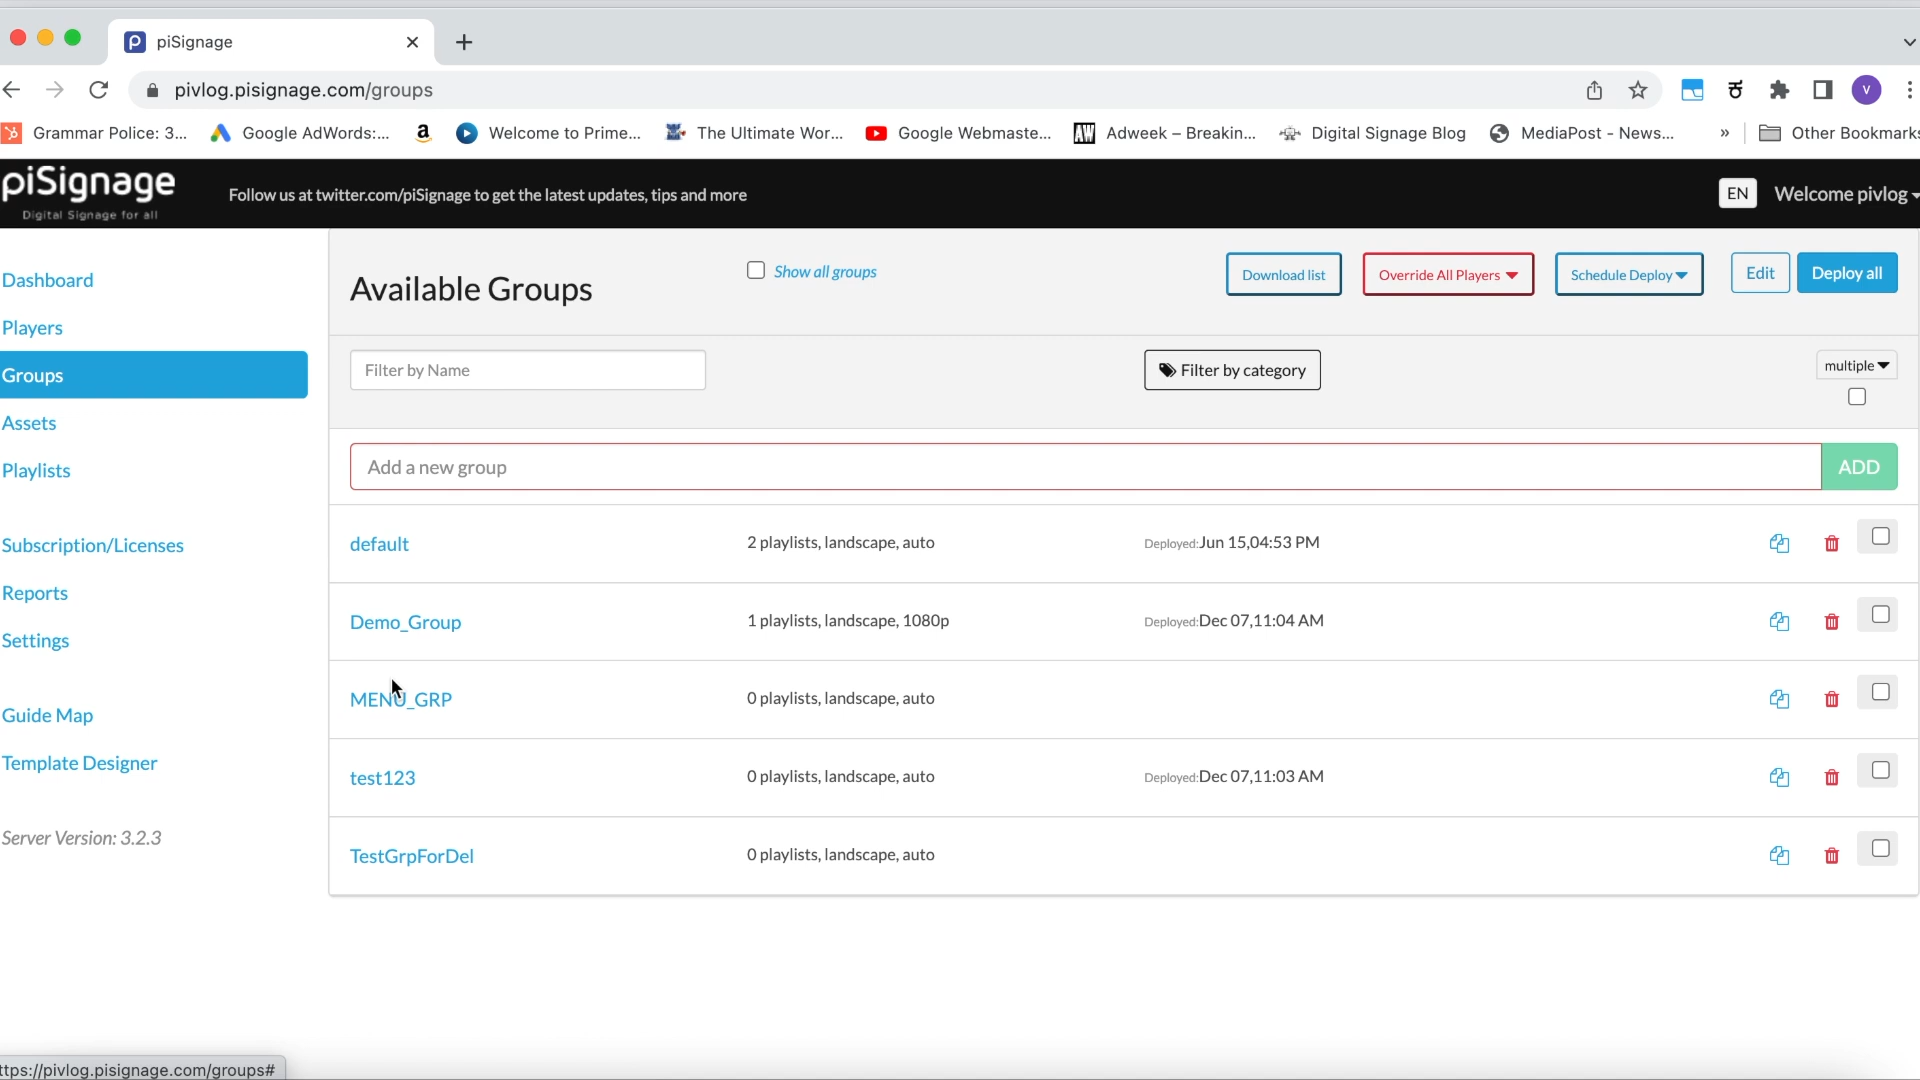 piSignage
pivlog.pisignage.com/groups
V
Grammar Police: 3... Google AdWords:... Welcome to Prime... The Ultimate Wor... Google Webmaste... Adweek – Breakin... Digital Signage Blog MediaPost - News... » Other Bookmarks
piSignage
Digital Signage for all
Follow us at twitter.com/piSignage to get the latest updates, tips and more
EN Welcome pivlog
Dashboard
Players
Groups
Assets
Playlists
Subscription/Licenses
Reports
Settings
Guide Map
Template Designer
Server Version: 3.2.3
Available Groups
Show all groups
Download list Override All Players Schedule Deploy Edit Deploy all
Filter by Name Filter by category multiple
Add a new group ADD
default 2 playlists, landscape, auto Deployed:Jun 15,04:53 PM
Demo_Group 1 playlists, landscape, 1080p Deployed:Dec 07,11:04 AM
MENU_GRP 0 playlists, landscape, auto
test123 0 playlists, landscape, auto Deployed:Dec 07,11:03 AM
TestGrpForDel 0 playlists, landscape, auto
ttps://pivlog.pisignage.com/groups#